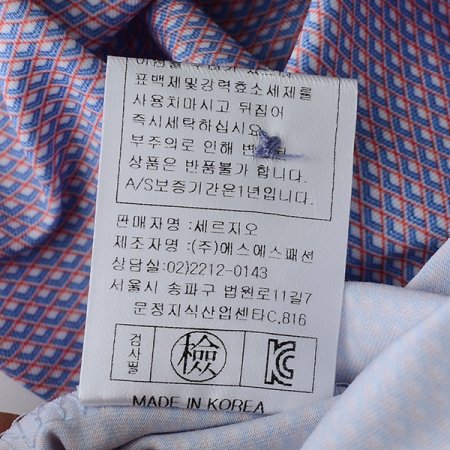 표백제및강력효소세제를
사용치마시고 뒤집어
즉시세탁하십시요
부주의로 인해
상품은 반품불가 합니다.
A/S보증기간은1년입니다.
판매자명 :세르지오
제조자명 :(주)에스에스패션
상담실:02)2212-0143
서울시 송파구 법원로11길7
문정지식산업센타C,816
검사필
檢
MADE IN KOREA